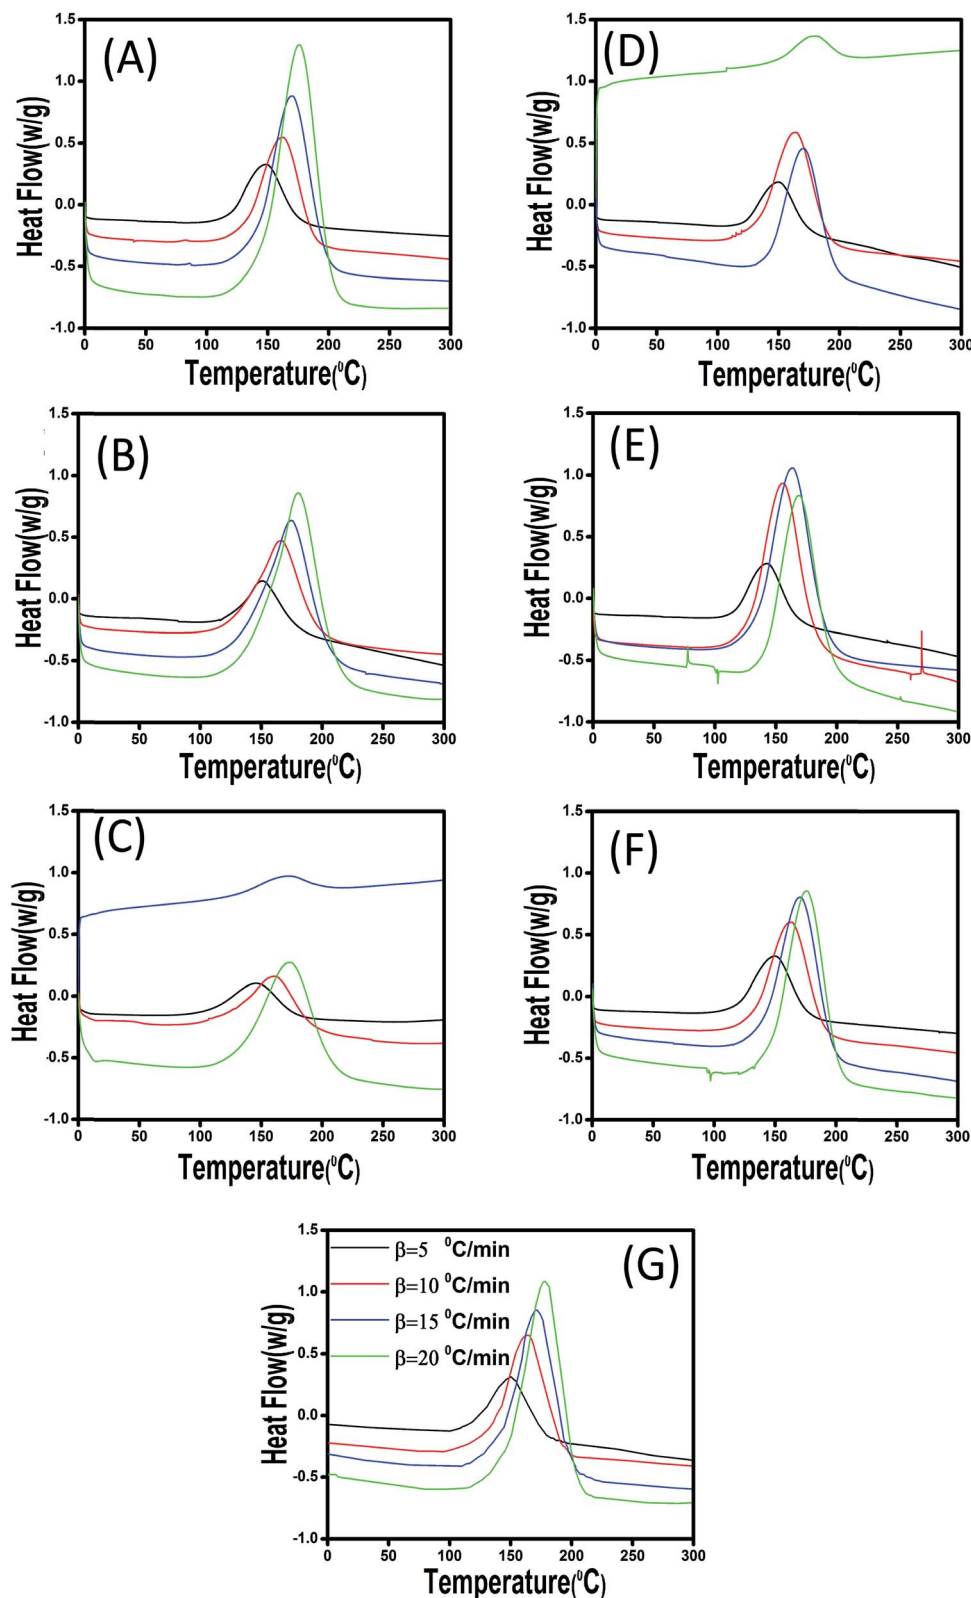 (A)
1.5
1.0
0.5
0.0
-0.5
-1.0
0 50 100 150 200 250 300
Heat Flow(w/g)
Temperature(⁰C)
(D)
1.5
1.0
0.5
0.0
-0.5
-1.0
0 50 100 150 200 250 300
Heat Flow(w/g)
Temperature(⁰C)
(B)
1.5
1.0
0.5
0.0
-0.5
-1.0
0 50 100 150 200 250 300
Heat Flow(w/g)
Temperature(⁰C)
(E)
1.5
1.0
0.5
0.0
-0.5
-1.0
0 50 100 150 200 250 300
Heat Flow(w/g)
Temperature(⁰C)
(C)
1.5
1.0
0.5
0.0
-0.5
-1.0
0 50 100 150 200 250 300
Heat Flow(w/g)
Temperature(⁰C)
(F)
1.5
1.0
0.5
0.0
-0.5
-1.0
0 50 100 150 200 250 300
Heat Flow(w/g)
Temperature(⁰C)
(G)
β=5 ⁰C/min
β=10 ⁰C/min
β=15 ⁰C/min
β=20 ⁰C/min
1.5
1.0
0.5
0.0
-0.5
-1.0
0 50 100 150 200 250 300
Heat Flow(w/g)
Temperature(⁰C)